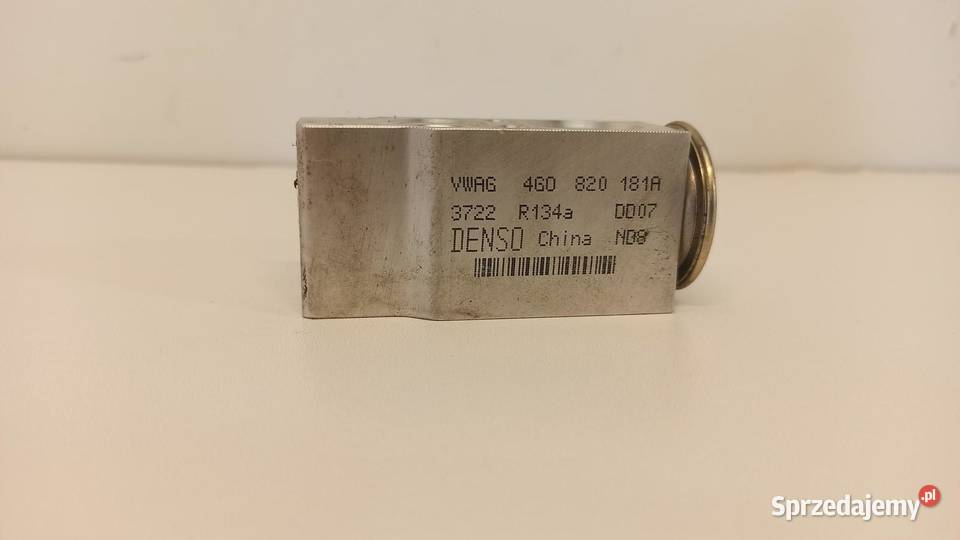 VWAG 4G0 820 181A
3722 R134a DD07
DENSO China ND8
Sprzedajemy .pl